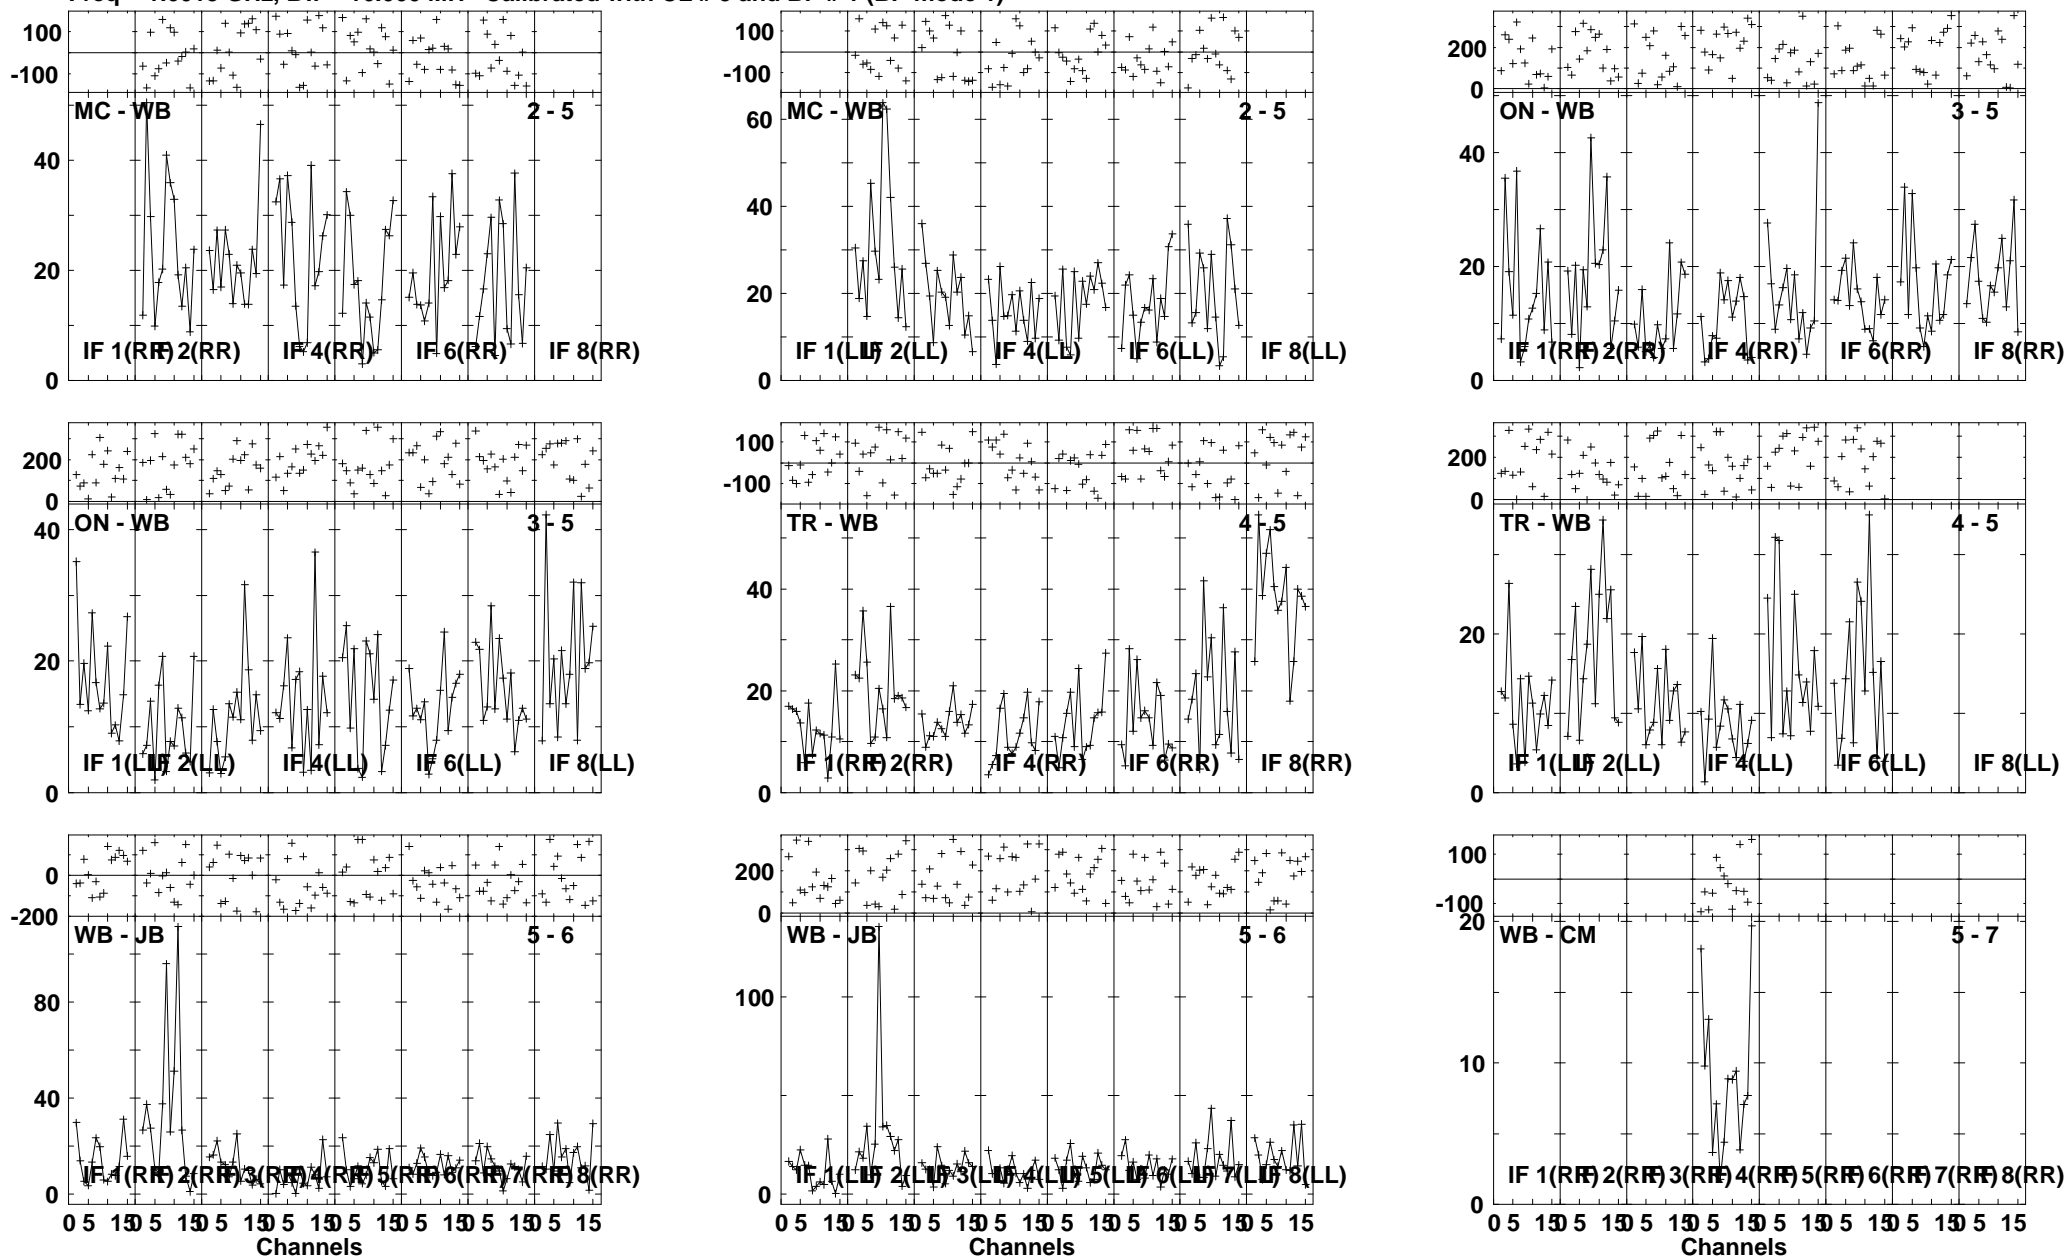 100
-100
MC - WB 2 - 5
40
20
0
IF 1(RR) IF 2(RR) IF 4(RR) IF 6(RR) IF 8(RR)
100
-100
MC - WB 2 - 5
60
40
20
0
IF 1(LL) IF 2(LL) IF 4(LL) IF 6(LL) IF 8(LL)
200
0
ON - WB 3 - 5
40
20
0
IF 1(RR) IF 2(RR) IF 4(RR) IF 6(RR) IF 8(RR)
200
0
ON - WB 3 - 5
40
20
0
IF 1(LL) IF 2(LL) IF 4(LL) IF 6(LL) IF 8(LL)
100
-100
TR - WB 4 - 5
40
20
0
IF 1(RR) IF 2(RR) IF 4(RR) IF 6(RR) IF 8(RR)
200
0
TR - WB 4 - 5
20
0
IF 1(LL) IF 2(LL) IF 4(LL) IF 6(LL) IF 8(LL)
0
-200
WB - JB 5 - 6
80
40
0
IF 1(RR) IF 2(RR) IF 3(RR) IF 4(RR) IF 5(RR) IF 6(RR) IF 7(RR) IF 8(RR)
0 5 15 0 5 15 0 5 15 0 5 15 0 5 15 0 5 15 0 5 15 0 5 15
Channels
200
0
WB - JB 5 - 6
100
0
IF 1(LL) IF 2(LL) IF 3(LL) IF 4(LL) IF 5(LL) IF 6(LL) IF 7(LL) IF 8(LL)
0 5 15 0 5 15 0 5 15 0 5 15 0 5 15 0 5 15 0 5 15 0 5 15
Channels
100
-100
WB - CM 5 - 7
20
10
0
IF 1(RR) IF 2(RR) IF 3(RR) IF 4(RR) IF 5(RR) IF 6(RR) IF 7(RR) IF 8(RR)
0 5 15 0 5 15 0 5 15 0 5 15 0 5 15 0 5 15 0 5 15 0 5 15
Channels